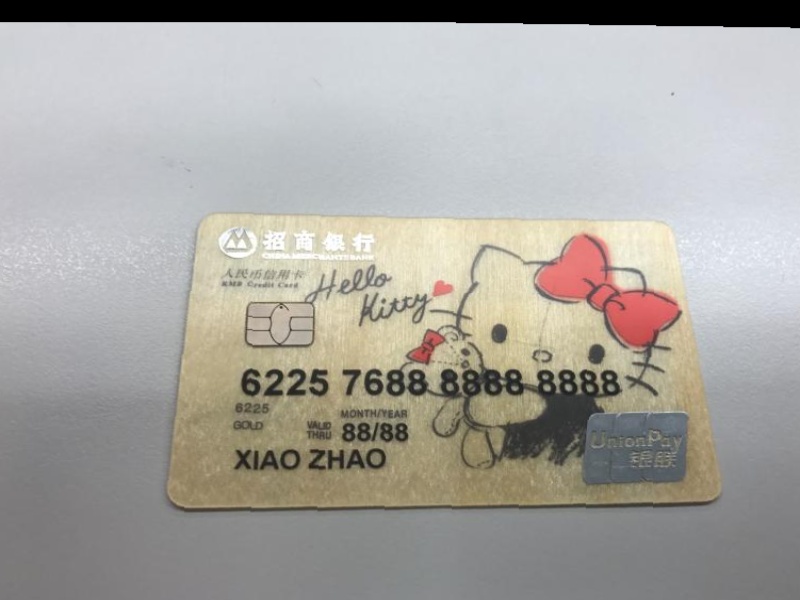 招商银行
CHINA MERCHANTS BANK
人民币信用卡
RMB Credit Card
Hello
Kitty
6225 7688 8888 8888
6225
MONTH/YEAR
GOLD
VALID
THRU
88/88
XIAO ZHAO
UnionPay
银联